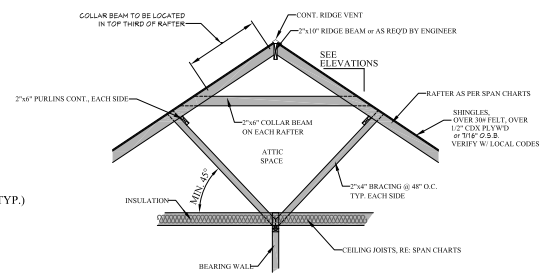 COLLAR BEAM TO BE LOCATED
IN TOP THIRD OF RAFTER
CONT. RIDGE VENT
2"x10" RIDGE BEAM or AS REQ'D BY ENGINEER
SEE
ELEVATIONS
2"x6" PURLINS CONT., EACH SIDE
RAFTER AS PER SPAN CHARTS
SHINGLES,
OVER 30# FELT, OVER
1/2" CDX PLYW'D
or 7/16" O.S.B.
VERIFY W/ LOCAL CODES
2"x6" COLLAR BEAM
ON EACH RAFTER
ATTIC
SPACE
MIN. 45°
2"x4" BRACING @ 48" O.C.
TYP. EACH SIDE
TYP.)
INSULATION
CEILING JOISTS, RE: SPAN CHARTS
BEARING WALL